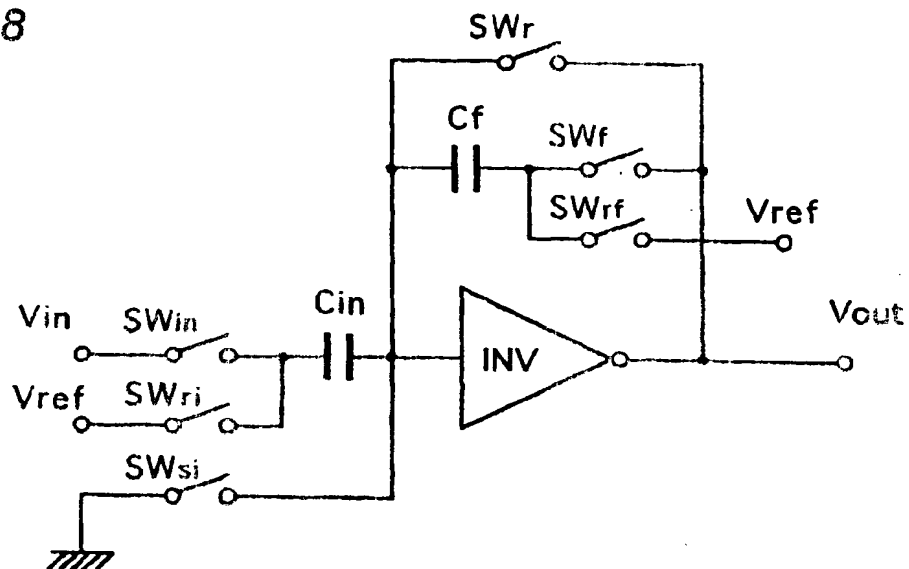 8
SWr
Cf
SWf
SWrf
Vref
Vin
SWin
Cin
Vout
INV
Vref
SWri
SWsi